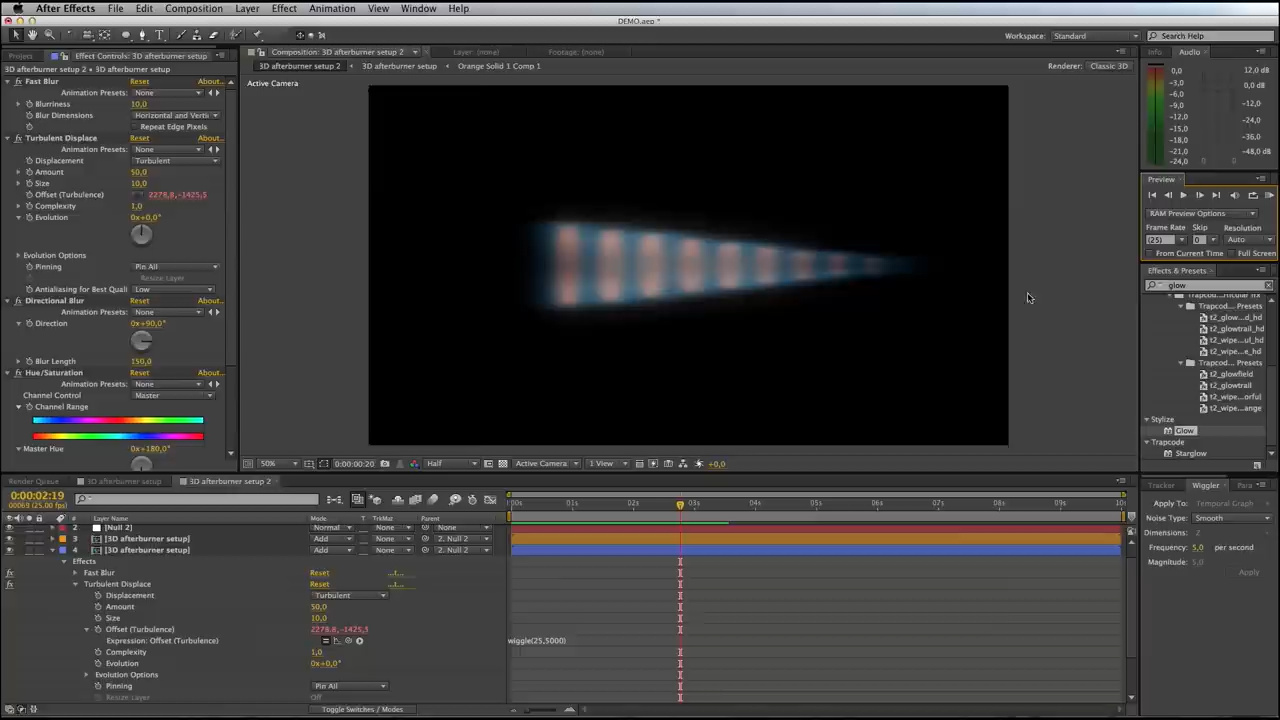 After Effects File Edit Composition Layer Effect Animation View Window Help
DEMO.aep *
Workspace: Standard Search Help
Project Effect Controls: 3D afterburner setup
3D afterburner setup 2 • 3D afterburner setup
Fast Blur Reset About...
Animation Presets: None
Blurriness 10,0
Blur Dimensions Horizontal and Vertic
Repeat Edge Pixels
Turbulent Displace Reset About...
Animation Presets: None
Displacement Turbulent
Amount 50,0
Size 10,0
Offset (Turbulence) 2278,8,-1425,5
Complexity 1,0
Evolution 0x+0,0°
Evolution Options
Pinning Pin All
Resize Layer
Antialiasing for Best Quali Low
Directional Blur Reset About...
Animation Presets: None
Direction 0x+90,0°
Blur Length 150,0
Hue/Saturation Reset About...
Animation Presets: None
Channel Control Master
Channel Range
Master Hue 0x+180,0°
Composition: 3D afterburner setup 2 Layer: (none) Footage: (none)
3D afterburner setup 2 3D afterburner setup Orange Solid 1 Comp 1
Renderer: Classic 3D
Active Camera
50% 0:00:00:20 Half Active Camera 1 View +0,0
Info Audio
0,0 12,0 dB
-3,0 6,0 dB
-6,0 0,0 dB
-9,0
-12,0 -12,0 dB
-15,0
-18,0 -36,0 dB
-21,0
-24,0 -48,0 dB
Preview
RAM Preview Options
Frame Rate Skip Resolution
(25) 0 Auto
From Current Time Full Screen
Effects & Presets
glow
Trapcod... Presets
t2_glow...d_hd
t2_glowtrail_hd
t2_wipe...ul_hd
t2_wipe...e_hd
Trapcod... Presets
t2_glowfield
t2_glowtrail
t2_wipe...orful
t2_wipe...ange
Stylize
Glow
Trapcode
Starglow
Tracker Wiggler Para
Apply To: Temporal Graph
Noise Type: Smooth
Dimensions:
Frequency: 5,0 per second
Magnitude: 5,0
Apply
Render Queue 3D afterburner setup 3D afterburner setup 2
0:00:02:19
00069 (25.00 fps)
# Layer Name Mode T TrkMat Parent
2 [Null 2] Normal None None
3 [3D afterburner setup] Add None 2. Null 2
4 [3D afterburner setup] Add None 2. Null 2
Effects
Fast Blur Reset
Turbulent Displace Reset
Displacement Turbulent
Amount 50,0
Size 10,0
Offset (Turbulence) 2278,8,-1425,5
Expression: Offset (Turbulence) wiggle(25,5000)
Complexity 1,0
Evolution 0x+0,0°
Evolution Options
Pinning Pin All
Resize Layer Off
Toggle Switches / Modes
01s 02s 03s 04s 05s 06s 07s 08s 09s 10s